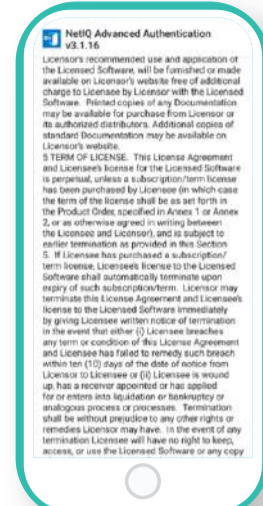 NetIQ Advanced Authentication
v3.1.16
Licensor's recommended use and application of
the Licensed Software, will be furnished or made
available on Licensor's website free of additional
charge to Licensee by Licensor with the Licensed
Software. Printed copies of any Documentation
may be available for purchase from Licensor or
its authorized distributors. Additional copies of
standard Documentation may be available on
Licensor's website.
5 TERM OF LICENSE. This License Agreement
and Licensee's license for the Licensed Software
is perpetual, unless a subscription/term license
has been purchased by Licensee (in which case
the term of the license shall be as set forth in
the Product Order, specified in Annex 1 or Annex
2, or as otherwise agreed in writing between
the Licensee and Licensor), and is subject to
earlier termination as provided in this Section
5. If Licensee has purchased a subscription/
term license, Licensee's license to the Licensed
Software shall automatically terminate upon
expiry of such subscription/term. Licensor may
terminate this License Agreement and Licensee's
license to the Licensed Software immediately
by giving Licensee written notice of termination
in the event that either (i) Licensee breaches
any term or condition of this License Agreement
and Licensee has failed to remedy such breach
within ten (10) days of the date of notice from
Licensor to Licensee or (ii) Licensee is wound
up, has a receiver appointed or has applied
for or enters into liquidation or bankruptcy or
analogous process or processes. Termination
shall be without prejudice to any other rights or
remedies Licensor may have. In the event of any
termination Licensee will have no right to keep,
access, or use the Licensed Software or any copy